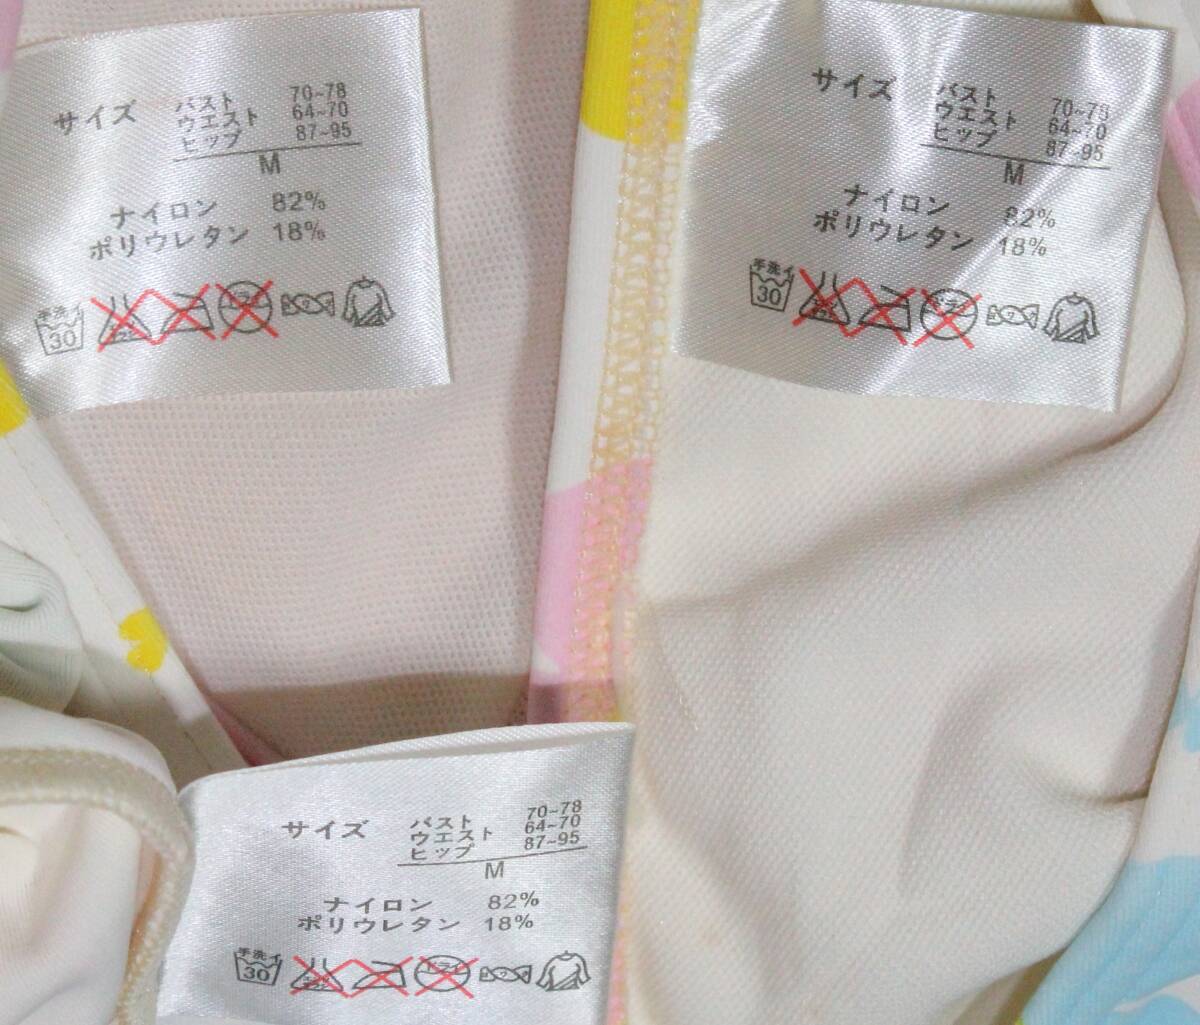 サイズ バスト 70~78
ウエスト 64~70
ヒップ 87~95
M
ナイロン 82%
ポリウレタン 18%
手洗イ
30
サイズ バスト 70~78
ウエスト 64~70
ヒップ 87~95
M
ナイロン 82%
ポリウレタン 18%
手洗イ
30
サイズ バスト 70~78
ウエスト 64~70
ヒップ 87~95
M
ナイロン 82%
ポリウレタン 18%
手洗イ
30 ドライ